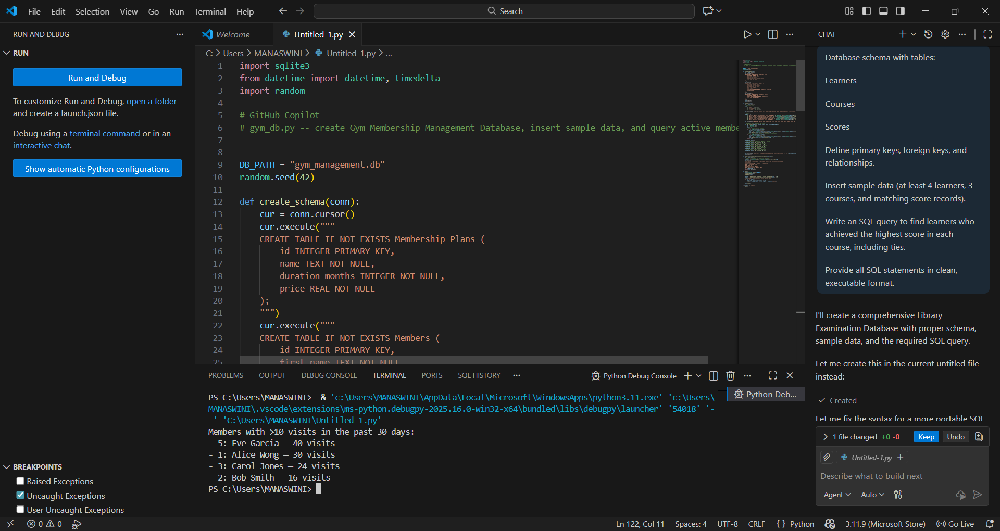 File Edit Selection View Go Run Terminal Help
Search
RUN AND DEBUG
RUN
Run and Debug
To customize Run and Debug, open a folder
and create a launch.json file.
Debug using a terminal command or in an
interactive chat.
Show automatic Python configurations
BREAKPOINTS
Raised Exceptions
Uncaught Exceptions
User Uncaught Exceptions
Welcome
Untitled-1.py
C: > Users > MANASWINI > Untitled-1.py > ...
1 import sqlite3
2 from datetime import datetime, timedelta
3 import random
4
5 # GitHub Copilot
6 # gym_db.py -- create Gym Membership Management Database, insert sample data, and query active membe
7
8
9 DB_PATH = "gym_management.db"
10 random.seed(42)
11
12 def create_schema(conn):
13 cur = conn.cursor()
14 cur.execute("""
15 CREATE TABLE IF NOT EXISTS Membership_Plans (
16 id INTEGER PRIMARY KEY,
17 name TEXT NOT NULL,
18 duration_months INTEGER NOT NULL,
19 price REAL NOT NULL
20 );
21 """)
22 cur.execute("""
23 CREATE TABLE IF NOT EXISTS Members (
24 id INTEGER PRIMARY KEY,
25 first_name TEXT NOT NULL
PROBLEMS OUTPUT DEBUG CONSOLE TERMINAL PORTS SQL HISTORY
Python Debug Console
PS C:\Users\MANASWINI> & 'c:\Users\MANASWINI\AppData\Local\Microsoft\WindowsApps\python3.11.exe' 'c:\Users\
MANASWINI\.vscode\extensions\ms-python.debugpy-2025.16.0-win32-x64\bundled\libs\debugpy\launcher' '54018' '-
-' 'C:\Users\MANASWINI\Untitled-1.py'
Members with >10 visits in the past 30 days:
- 5: Eve Garcia — 40 visits
- 1: Alice Wong — 30 visits
- 3: Carol Jones — 24 visits
- 2: Bob Smith — 16 visits
PS C:\Users\MANASWINI>
Python Deb...
CHAT
Database schema with tables:
Learners
Courses
Scores
Define primary keys, foreign keys, and
relationships.
Insert sample data (at least 4 learners, 3
courses, and matching score records).
Write an SQL query to find learners who
achieved the highest score in each
course, including ties.
Provide all SQL statements in clean,
executable format.
I'll create a comprehensive Library
Examination Database with proper schema,
sample data, and the required SQL query.
Let me create this in the current untitled file
instead:
Created
Let me fix the syntax for a more portable SQL
1 file changed +0 -0 Keep Undo
Untitled-1.py
Describe what to build next
Agent Auto
0 0
Ln 122, Col 11 Spaces: 4 UTF-8 CRLF { } Python 3.11.9 (Microsoft Store) Go Live